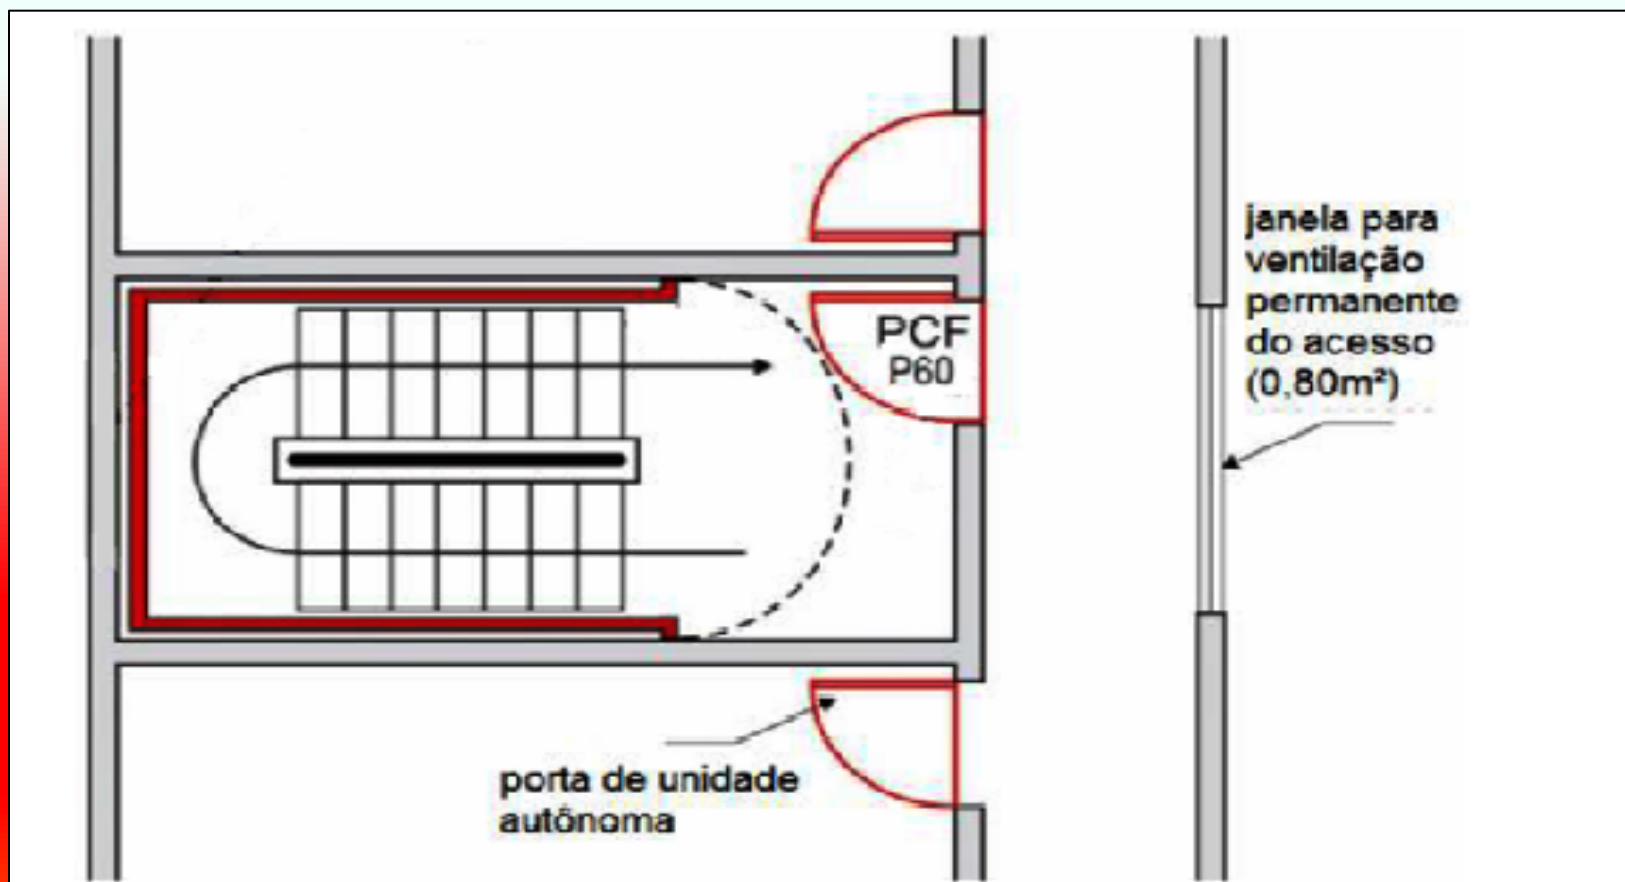 janela para
ventilação
permanente
do acesso
(0,80m²)
PCF
P60
porta de unidade
autônoma